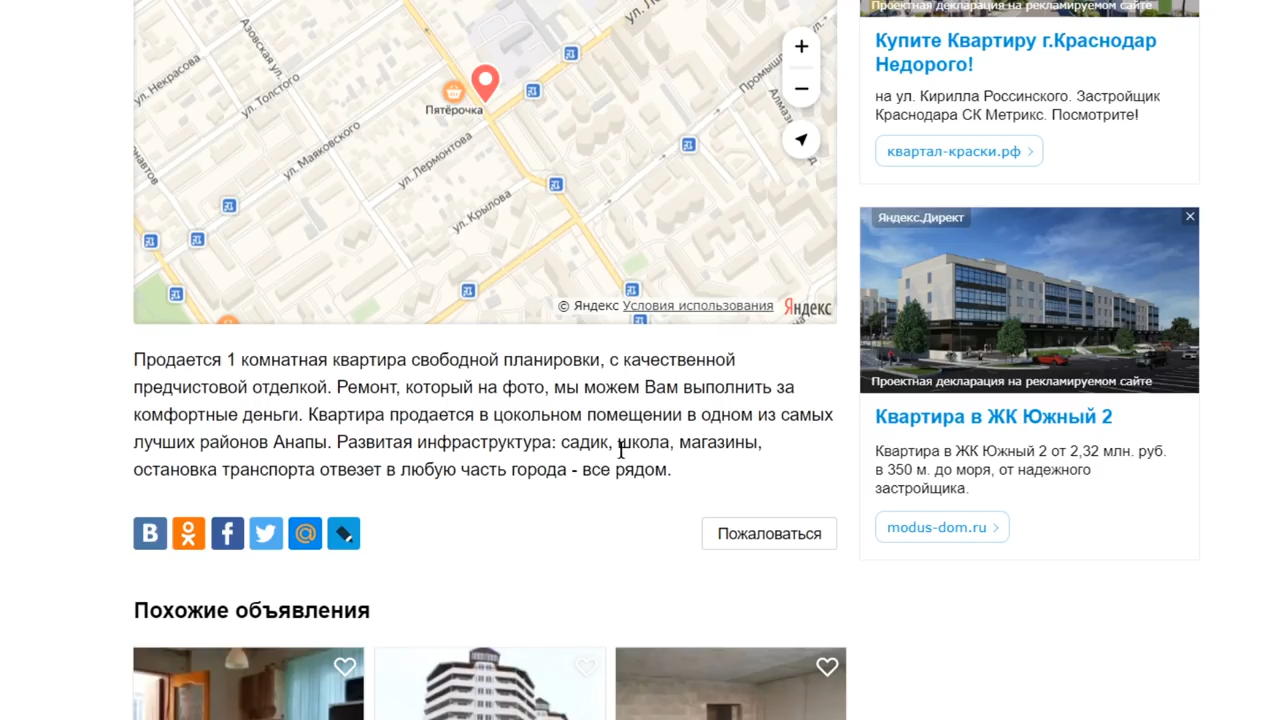 Проектная декларация на рекламируемом сайте
Азовская ул.
ул. Некрасова
ул. Толстого
ул. Маяковского
ул. Лермонтова
ул. Крылова
Пятёрочка
© Яндекс Условия использования Яндекс
Купите Квартиру г.Краснодар
Недорого!
на ул. Кирилла Россинского. Застройщик
Краснодара СК Метрикс. Посмотрите!
квартал-краски.рф
Яндекс.Директ
Проектная декларация на рекламируемом сайте
Квартира в ЖК Южный 2
Квартира в ЖК Южный 2 от 2,32 млн. руб.
в 350 м. до моря, от надежного
застройщика.
modus-dom.ru
Продается 1 комнатная квартира свободной планировки, с качественной
предчистовой отделкой. Ремонт, который на фото, мы можем Вам выполнить за
комфортные деньги. Квартира продается в цокольном помещении в одном из самых
лучших районов Анапы. Развитая инфраструктура: садик, школа, магазины,
остановка транспорта отвезет в любую часть города - все рядом.
Пожаловаться
Похожие объявления